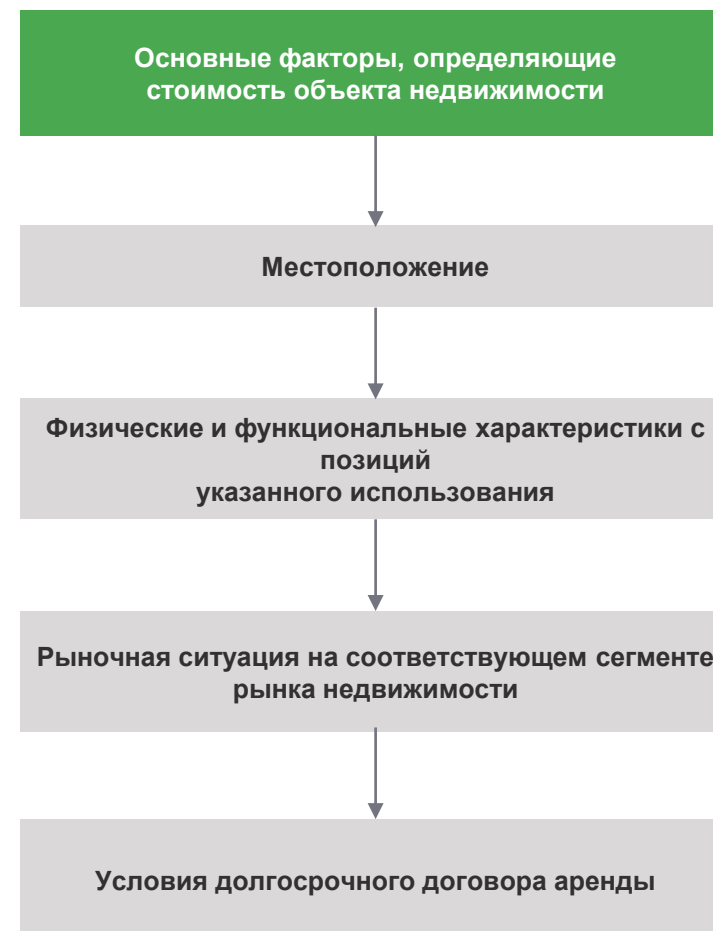 Основные факторы, определяющие
стоимость объекта недвижимости
Местоположение
Физические и функциональные характеристики с
позиций
указанного использования
Рыночная ситуация на соответствующем сегменте
рынка недвижимости
Условия долгосрочного договора аренды